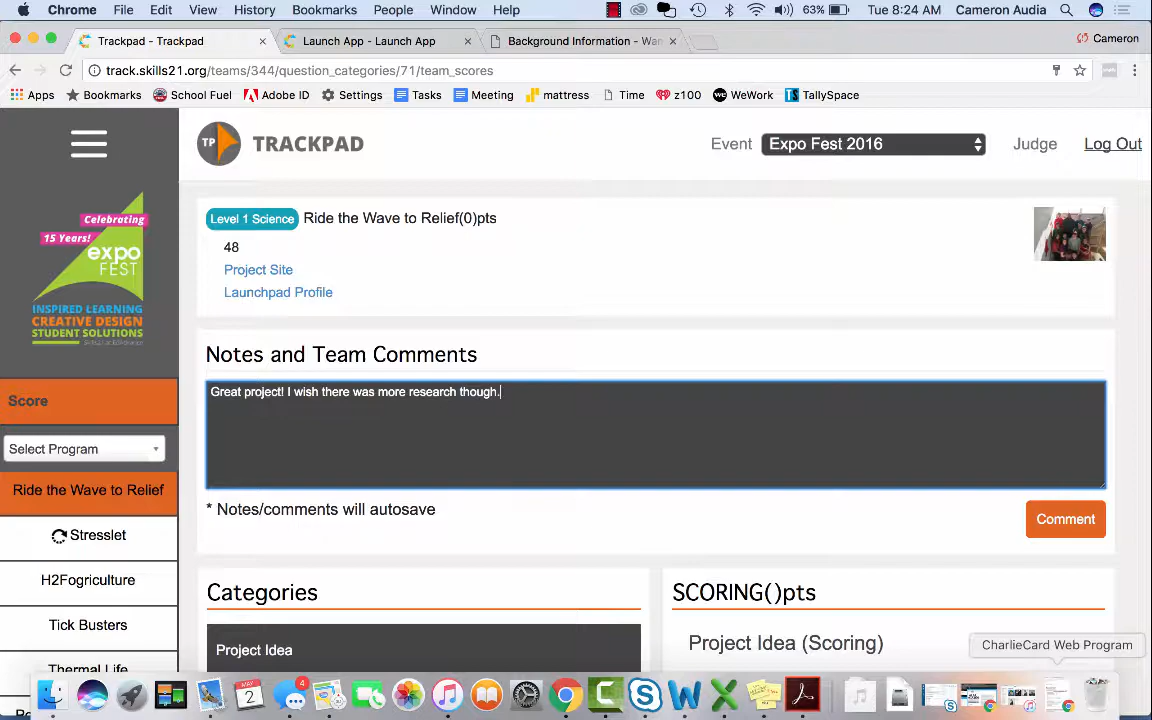 Chrome File Edit View History Bookmarks People Window Help 63% Tue 8:24 AM Cameron Audia
Trackpad - Trackpad × Launch App - Launch App × Background Information - Wa × Cameron
track.skills21.org/teams/344/question_categories/71/team_scores
Apps Bookmarks School Fuel Adobe ID Settings Tasks Meeting mattress Time z100 WeWork TallySpace
TP TRACKPAD Event Expo Fest 2016 Judge Log Out
Celebrating
15 Years!
expo
FEST
INSPIRED LEARNING
CREATIVE DESIGN
STUDENT SOLUTIONS
Level 1 Science Ride the Wave to Relief(0)pts
48
Project Site
Launchpad Profile
Notes and Team Comments
Great project! I wish there was more research though.
* Notes/comments will autosave
Comment
Score
Select Program
Ride the Wave to Relief
Stresslet
H2Fogriculture
Tick Busters
Thermal Life
Categories
Project Idea
SCORING()pts
Project Idea (Scoring)
CharlieCard Web Program
MAY
2
4